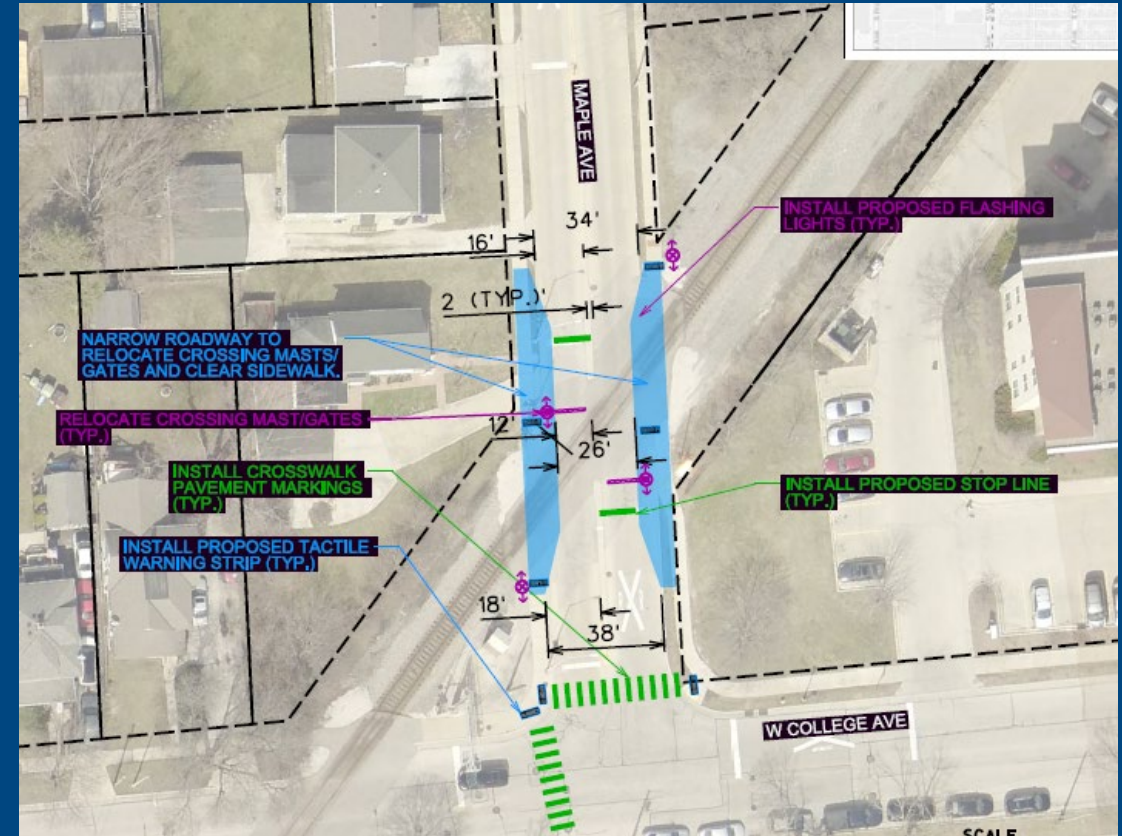 MAPLE AVE
INSTALL PROPOSED FLASHING
LIGHTS (TYP.)
34'
16'
2 (TYP.)'
NARROW ROADWAY TO
RELOCATE CROSSING MASTS/
GATES AND CLEAR SIDEWALK.
RELOCATE CROSSING MAST/GATES
(TYP.)
12'
26'
INSTALL CROSSWALK
PAVEMENT MARKINGS
(TYP.)
INSTALL PROPOSED STOP LINE
(TYP.)
INSTALL PROPOSED TACTILE
WARNING STRIP (TYP.)
18'
38'
W COLLEGE AVE
SCALE